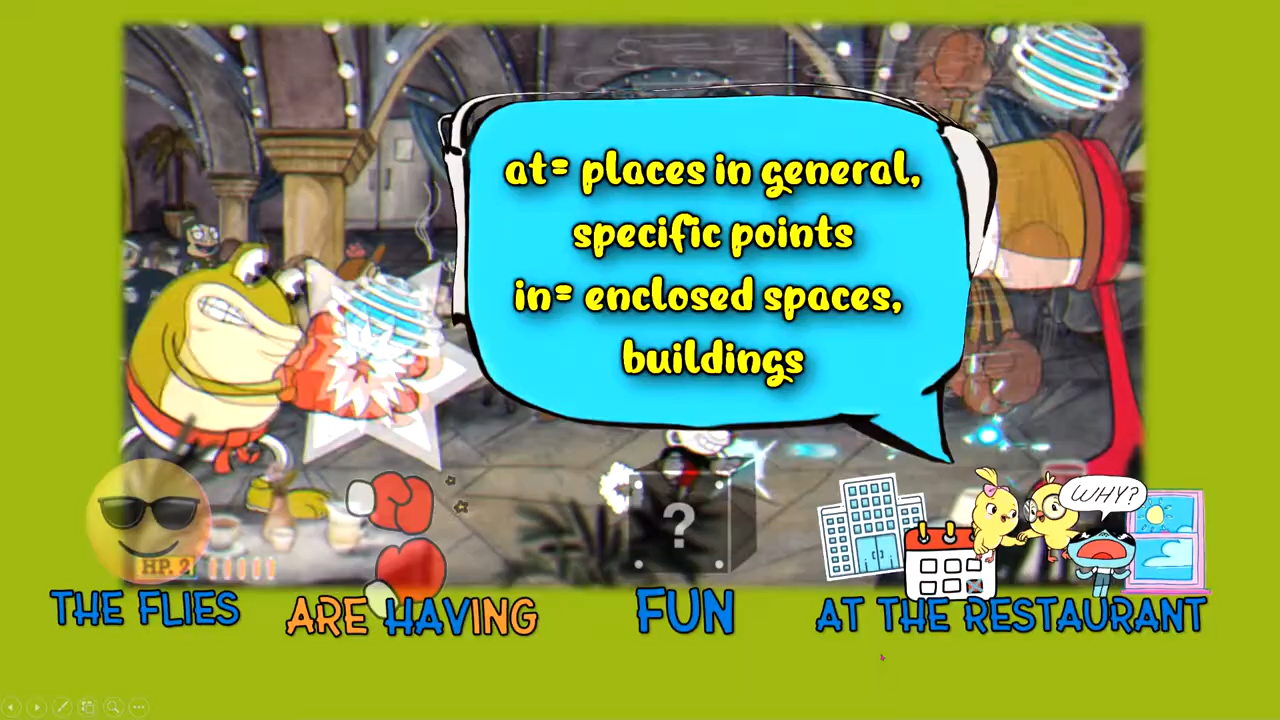 at= places in general,
specific points
in= enclosed spaces,
buildings
WHY?
?
HP. 2
THE FLIES ARE HAVING FUN AT THE RESTAURANT